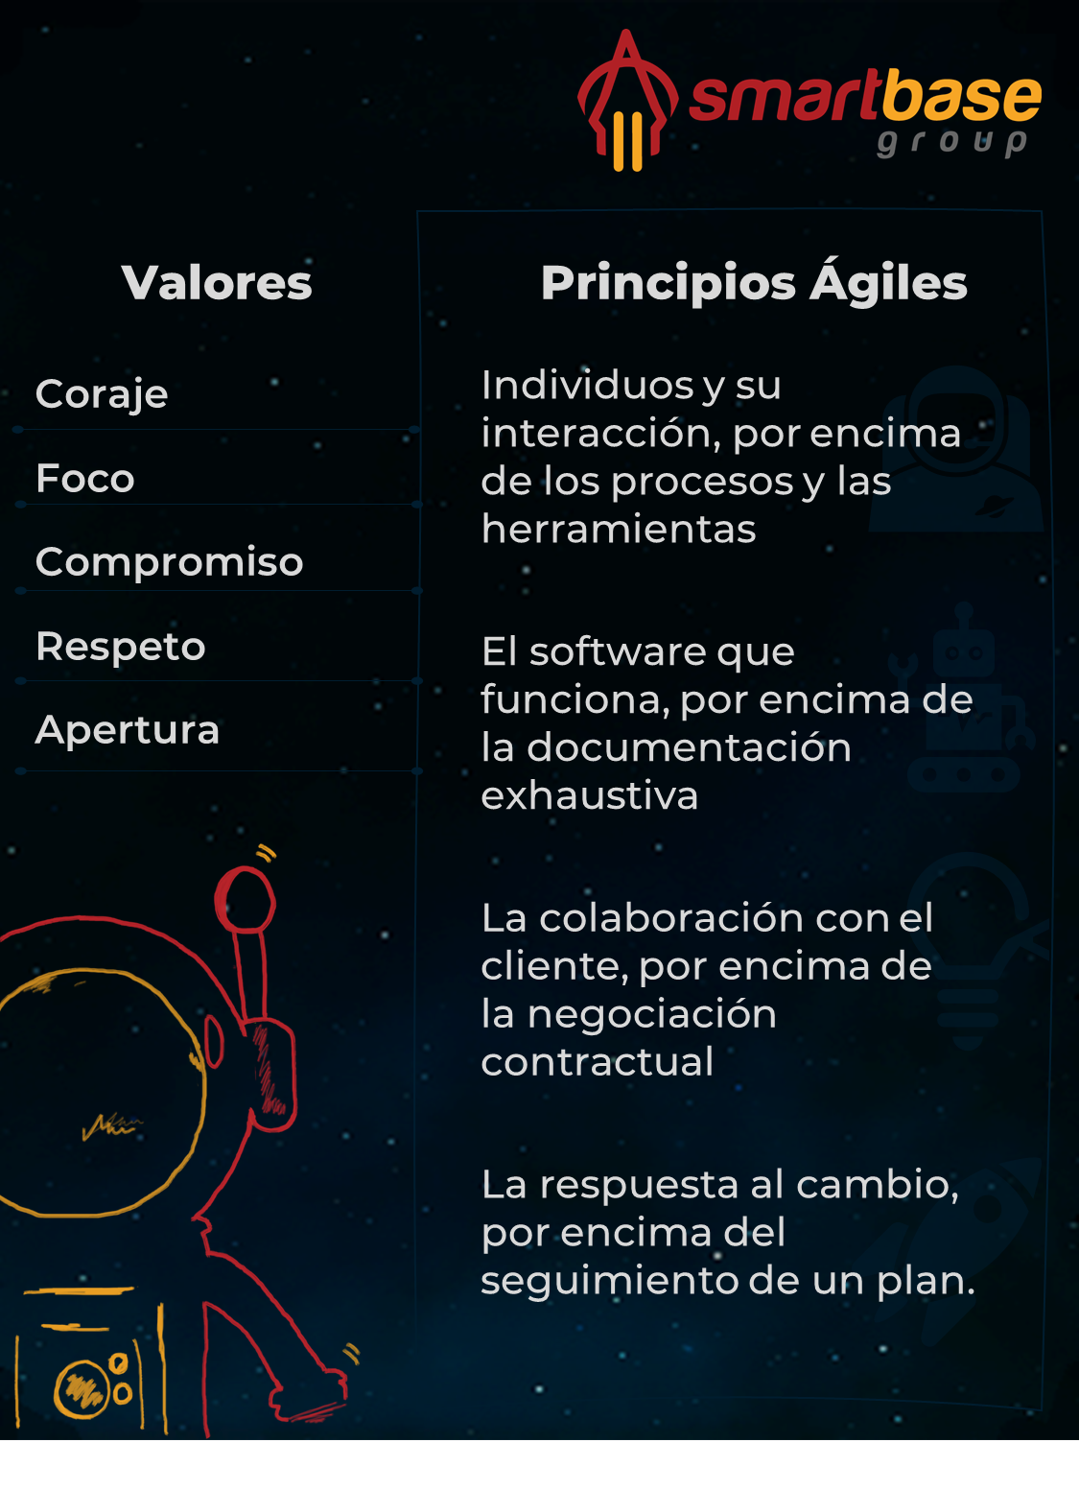 smartbase
group
Valores
Principios Ágiles
Coraje
Foco
Compromiso
Respeto
Apertura
Individuos y su
interacción, por encima
de los procesos y las
herramientas
El software que
funciona, por encima de
la documentación
exhaustiva
La colaboración con el
cliente, por encima de
la negociación
contractual
La respuesta al cambio,
por encima del
seguimiento de un plan.